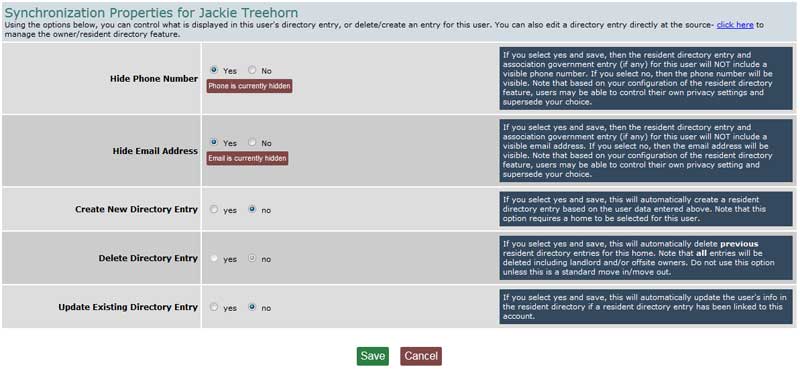 Synchronization Properties for Jackie Treehorn
Using the options below, you can control what is displayed in this user's directory entry, or delete/create an entry for this user. You can also edit a directory entry directly at the source- click here to
manage the owner/resident directory feature.
Hide Phone Number
Yes No
Phone is currently hidden
If you select yes and save, then the resident directory entry and
association government entry (if any) for this user will NOT include a
visible phone number. If you select no, then the phone number will be
visible. Note that based on your configuration of the resident directory
feature, users may be able to control their own privacy settings and
supersede your choice.
Hide Email Address
Yes No
Email is currently hidden
If you select yes and save, then the resident directory entry and
association government entry (if any) for this user will NOT include a
visible email address. If you select no, then the email address will be
visible. Note that based on your configuration of the resident directory
feature, users may be able to control their own privacy setting and
supersede your choice.
Create New Directory Entry
yes no
If you select yes and save, this will automatically create a resident
directory entry based on the user data entered above. Note that this
option requires a home to be selected for this user.
Delete Directory Entry
yes no
If you select yes and save, this will automatically delete previous
resident directory entries for this home. Note that all entries will be
deleted including landlord and/or offsite owners. Do not use this option
unless this is a standard move in/move out.
Update Existing Directory Entry
yes no
If you select yes and save, this will automatically update the user's info in
the resident directory if a resident directory entry has been linked to this
account.
Save Cancel